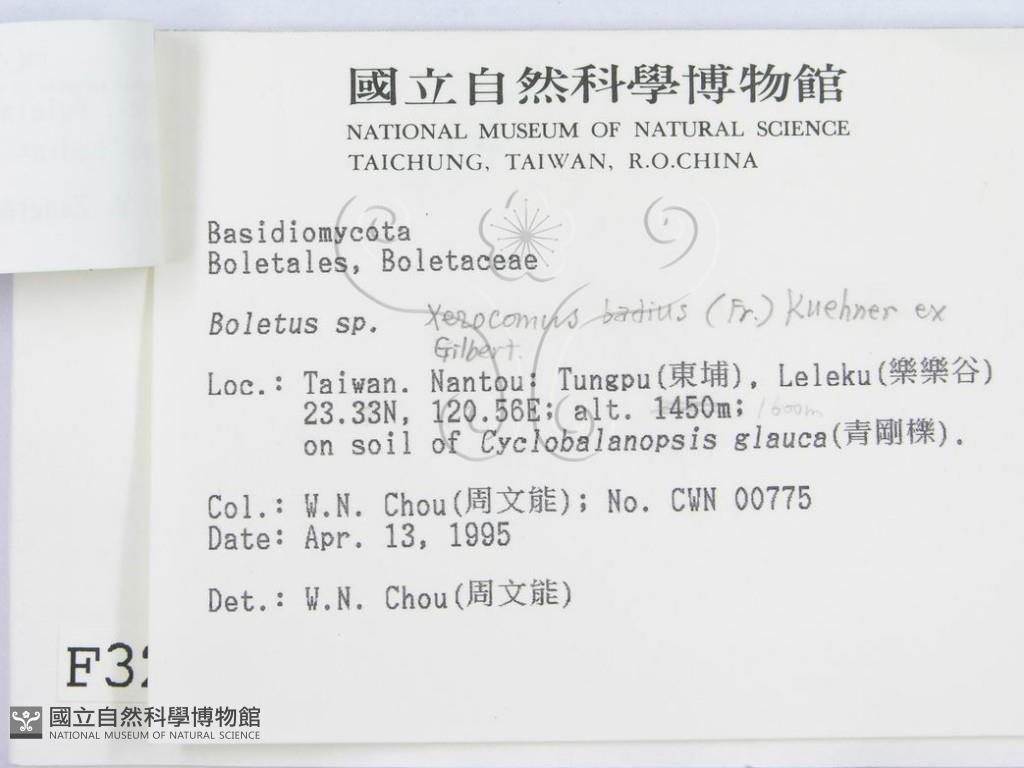 國立自然科學博物館
NATIONAL MUSEUM OF NATURAL SCIENCE
TAICHUNG, TAIWAN, R.O.CHINA
Basidiomycota
Boletales, Boletaceae
Boletus sp. Xerocomus badius (Fr.) Kuehner ex
Gilbert.
Loc.: Taiwan. Nantou: Tungpu(東埔), Leleku(樂樂谷)
23.33N, 120.56E; alt. 1450m; 1600m
on soil of Cyclobalanopsis glauca(青剛櫟).
Col.: W.N. Chou(周文能); No. CWN 00775
Date: Apr. 13, 1995
Det.: W.N. Chou(周文能)
F32
國立自然科學博物館
NATIONAL MUSEUM OF NATURAL SCIENCE